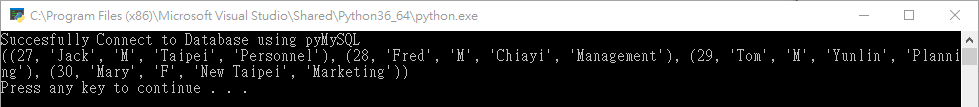 C:\Program Files (x86)\Microsoft Visual Studio\Shared\Python36_64\python.exe
Succesfully Connect to Database using pyMySQL
((27, 'Jack', 'M', 'Taipei', 'Personnel'), (28, 'Fred', 'M', 'Chiayi', 'Management'), (29, 'Tom', 'M', 'Yunlin', 'Planni
ng'), (30, 'Mary', 'F', 'New Taipei', 'Marketing'))
Press any key to continue . . .